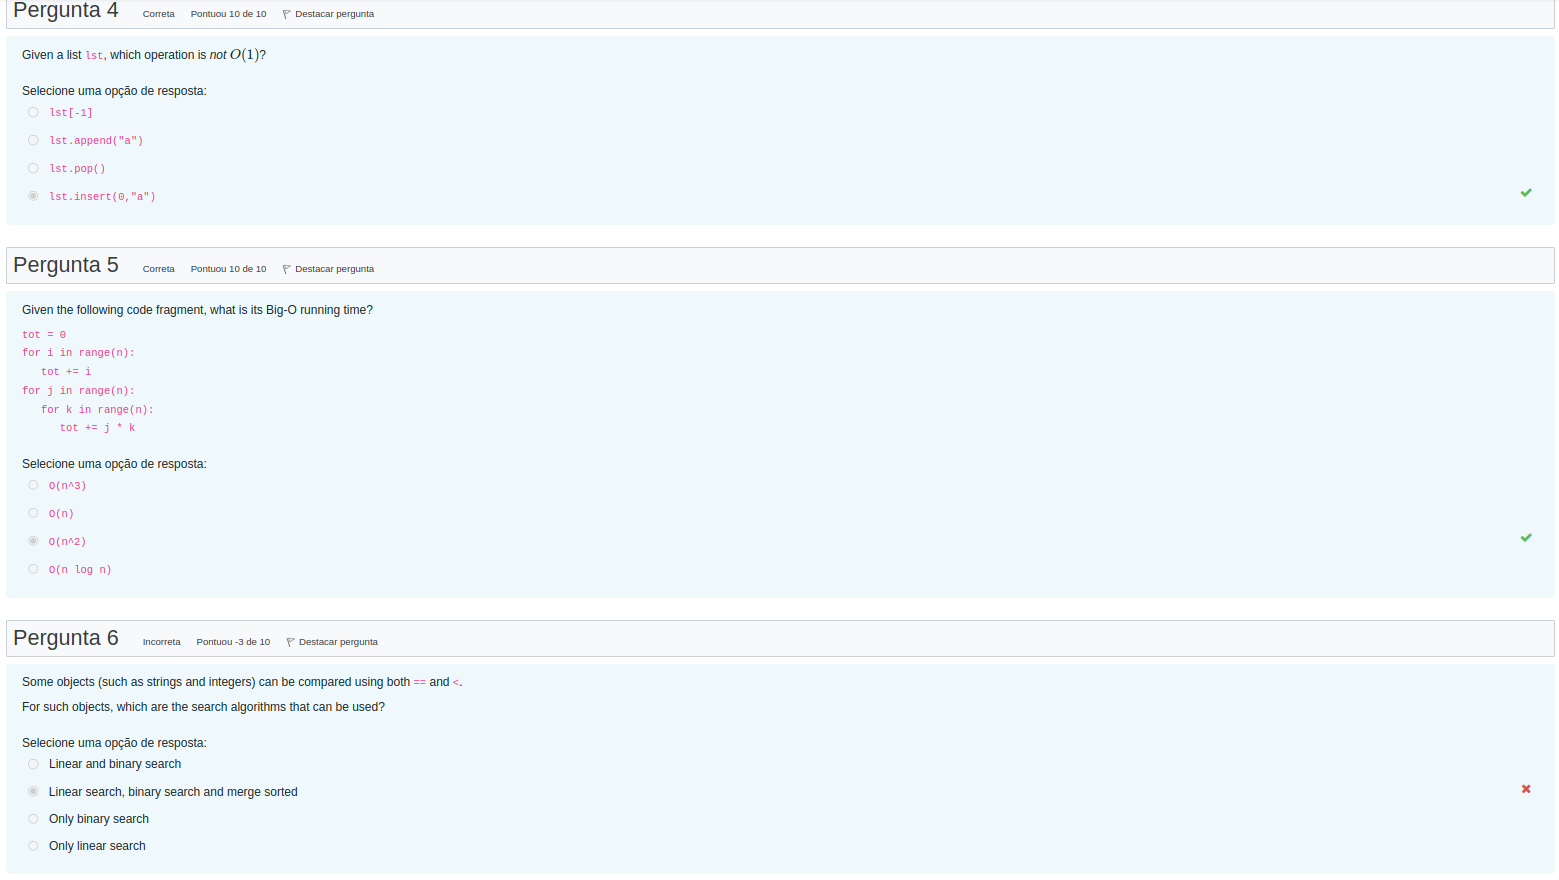 Pergunta 4 Correta Pontuou 10 de 10 Destacar pergunta
Given a list lst, which operation is not O(1)?
Selecione uma opção de resposta:
lst[-1]
lst.append("a")
lst.pop()
lst.insert(0,"a")
Pergunta 5 Correta Pontuou 10 de 10 Destacar pergunta
Given the following code fragment, what is its Big-O running time?
tot = 0
for i in range(n):
   tot += i
for j in range(n):
   for k in range(n):
      tot += j * k
Selecione uma opção de resposta:
O(n^3)
O(n)
O(n^2)
O(n log n)
Pergunta 6 Incorreta Pontuou -3 de 10 Destacar pergunta
Some objects (such as strings and integers) can be compared using both == and <.
For such objects, which are the search algorithms that can be used?
Selecione uma opção de resposta:
Linear and binary search
Linear search, binary search and merge sorted
Only binary search
Only linear search